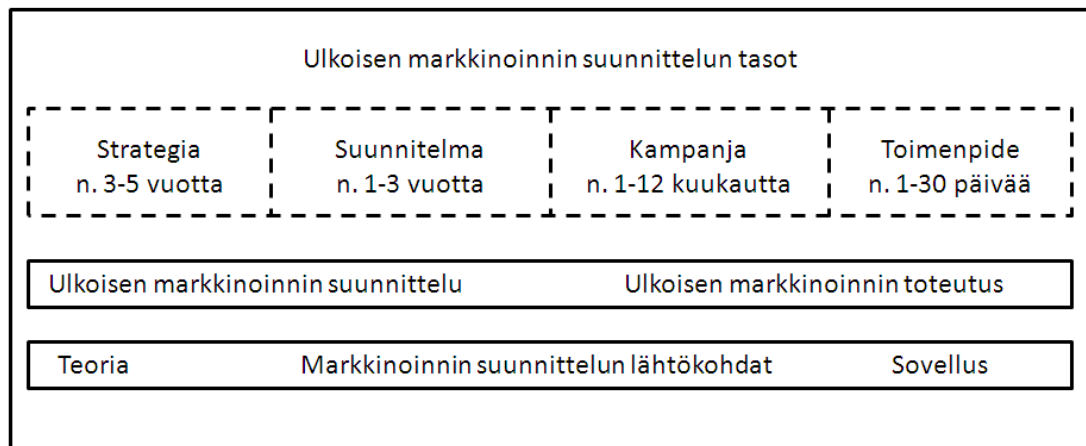 Ulkoisen markkinoinnin suunnittelun tasot
Strategia
n. 3-5 vuotta
Suunnitelma
n. 1-3 vuotta
Kampanja
n. 1-12 kuukautta
Toimenpide
n. 1-30 päivää
Ulkoisen markkinoinnin suunnittelu
Ulkoisen markkinoinnin toteutus
Teoria
Markkinoinnin suunnittelun lähtökohdat
Sovellus